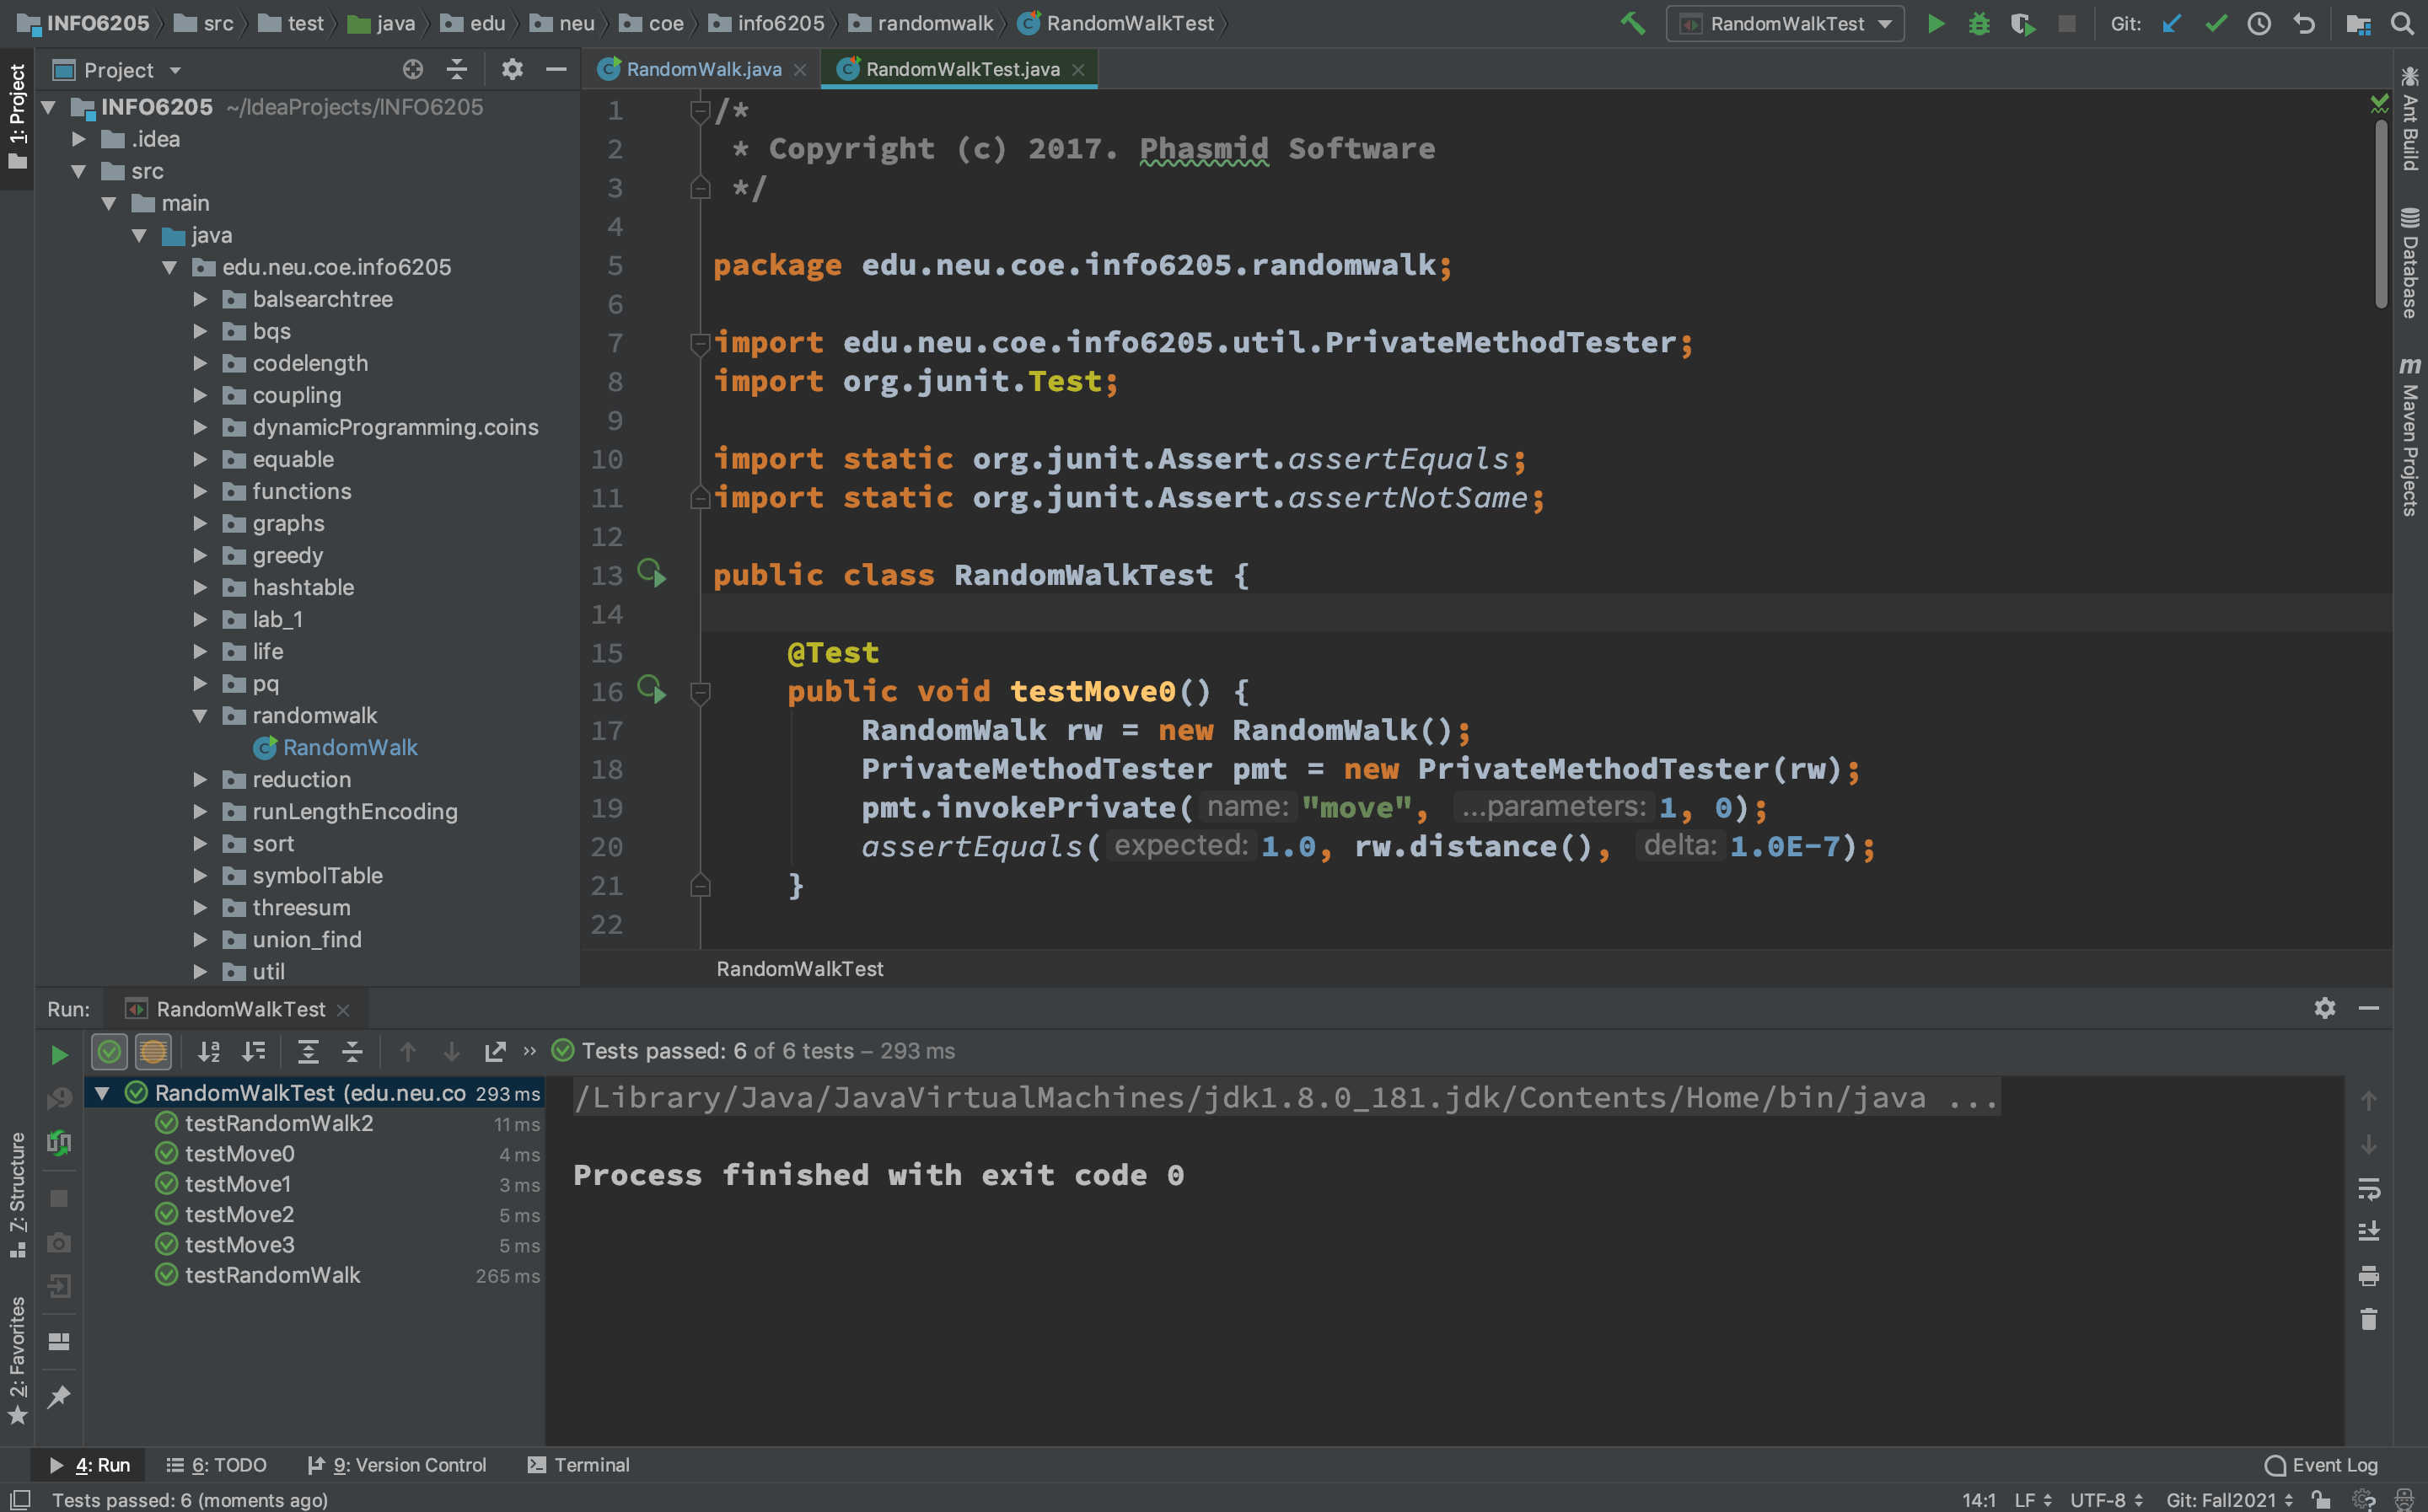 INFO6205 src test java edu neu coe info6205 randomwalk RandomWalkTest RandomWalkTest Git:
1: Project
Project
INFO6205 ~/IdeaProjects/INFO6205
.idea
src
main
java
edu.neu.coe.info6205
balsearchtree
bqs
codelength
coupling
dynamicProgramming.coins
equable
functions
graphs
greedy
hashtable
lab_1
life
pq
randomwalk
RandomWalk
reduction
runLengthEncoding
sort
symbolTable
threesum
union_find
util
RandomWalk.java RandomWalkTest.java
1 /*
2 * Copyright (c) 2017. Phasmid Software
3 */
4
5 package edu.neu.coe.info6205.randomwalk;
6
7 import edu.neu.coe.info6205.util.PrivateMethodTester;
8 import org.junit.Test;
9
10 import static org.junit.Assert.assertEquals;
11 import static org.junit.Assert.assertNotSame;
12
13 public class RandomWalkTest {
14
15 @Test
16 public void testMove0() {
17 RandomWalk rw = new RandomWalk();
18 PrivateMethodTester pmt = new PrivateMethodTester(rw);
19 pmt.invokePrivate( name: "move", ...parameters: 1, 0);
20 assertEquals( expected: 1.0, rw.distance(), delta: 1.0E-7);
21 }
22
RandomWalkTest
Ant Build
Database
m Maven Projects
Run: RandomWalkTest
Tests passed: 6 of 6 tests – 293 ms
RandomWalkTest (edu.neu.co 293 ms
testRandomWalk2 11 ms
testMove0 4 ms
testMove1 3 ms
testMove2 5 ms
testMove3 5 ms
testRandomWalk 265 ms
/Library/Java/JavaVirtualMachines/jdk1.8.0_181.jdk/Contents/Home/bin/java ...
Process finished with exit code 0
7: Structure
2: Favorites
4: Run 6: TODO 9: Version Control Terminal Event Log
Tests passed: 6 (moments ago) 14:1 LF UTF-8 Git: Fall2021